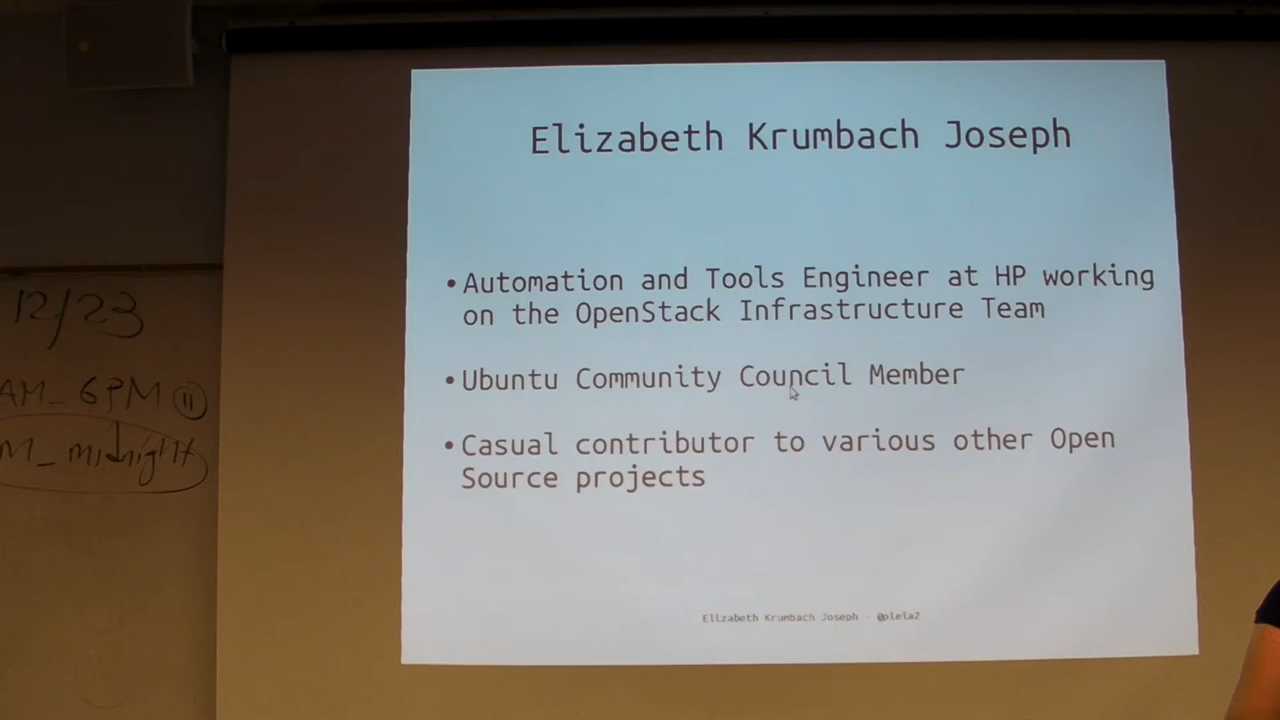 Elizabeth Krumbach Joseph
•Automation and Tools Engineer at HP working
on the OpenStack Infrastructure Team
•Ubuntu Community Council Member
•Casual contributor to various other Open
Source projects
Elizabeth Krumbach Joseph - @pleia2
12/23
AM_6PM 11
M_midnight